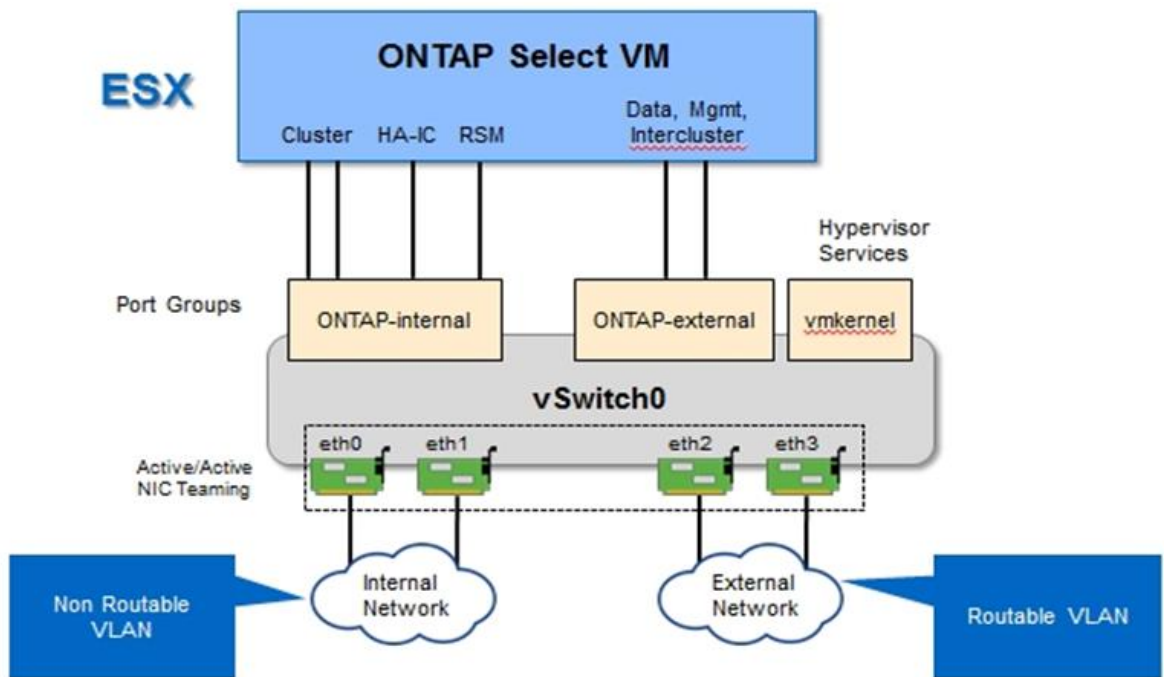 ESX
ONTAP Select VM
Cluster
HA-IC
RSM
Data, Mgmt,
Intercluster
Hypervisor
Services
Port Groups
ONTAP-internal
ONTAP-external
vmkernel
vSwitch0
eth0
eth1
eth2
eth3
Active/Active
NIC Teaming
Internal
Network
External
Network
Non Routable
VLAN
Routable VLAN